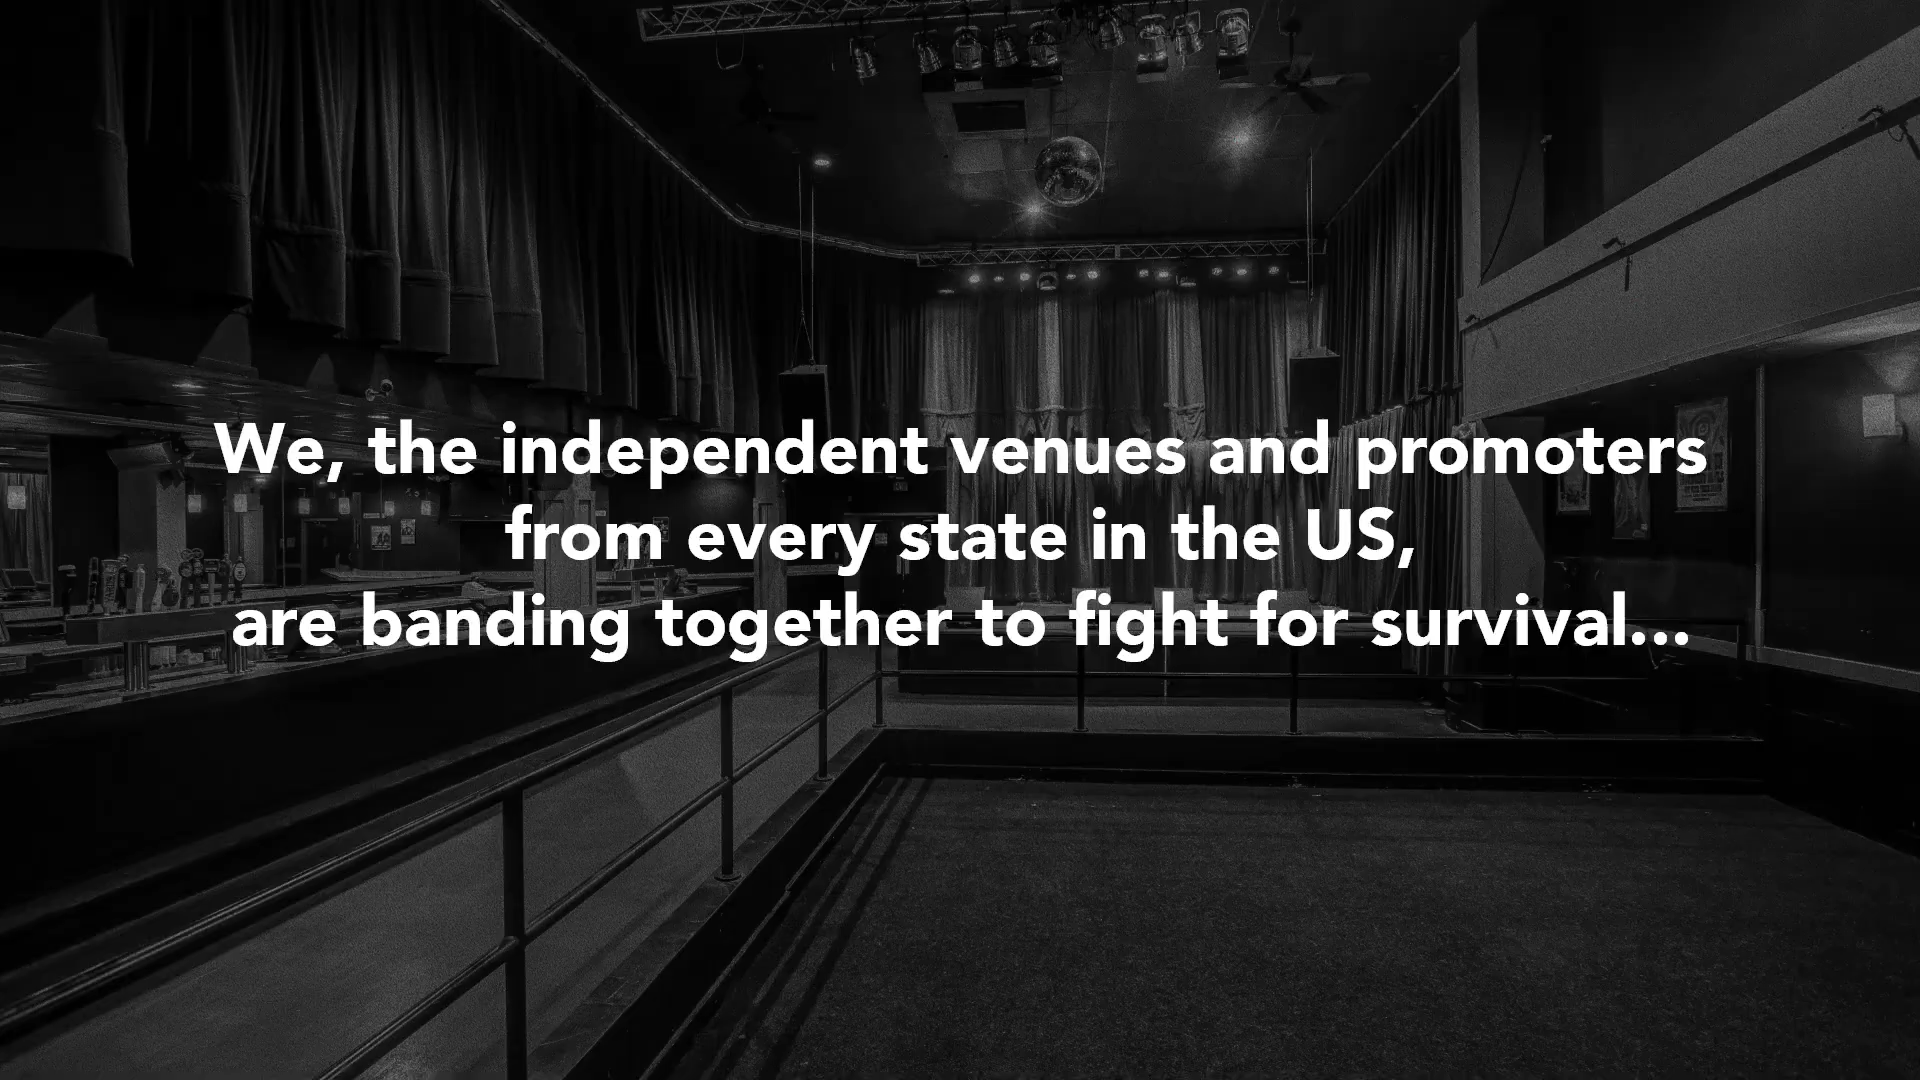 We, the independent venues and promoters
from every state in the US,
are banding together to fight for survival...